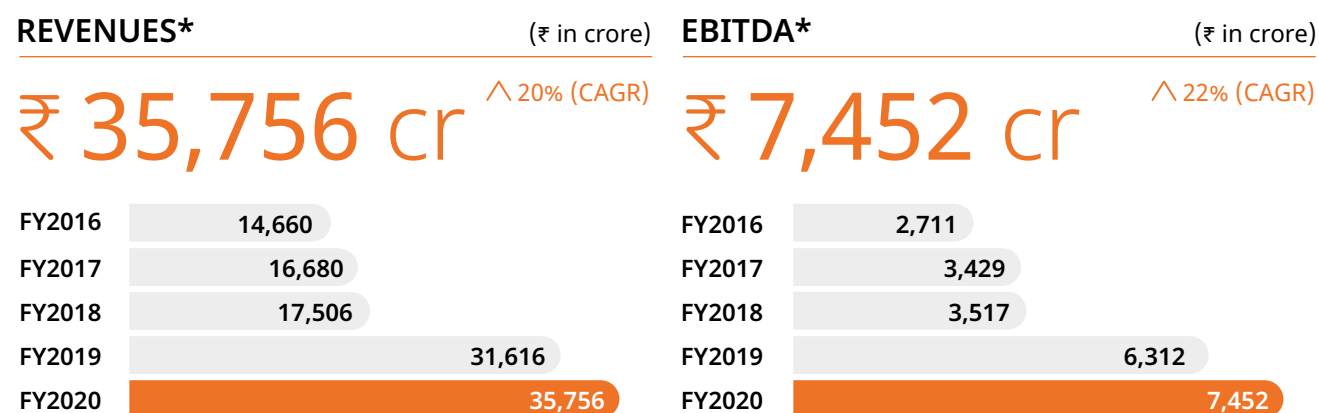 REVENUES* (₹ in crore)
₹ 35,756 cr
20% (CAGR)
FY2016 14,660
FY2017 16,680
FY2018 17,506
FY2019 31,616
FY2020 35,756
EBITDA* (₹ in crore)
₹ 7,452 cr
22% (CAGR)
FY2016 2,711
FY2017 3,429
FY2018 3,517
FY2019 6,312
FY2020 7,452